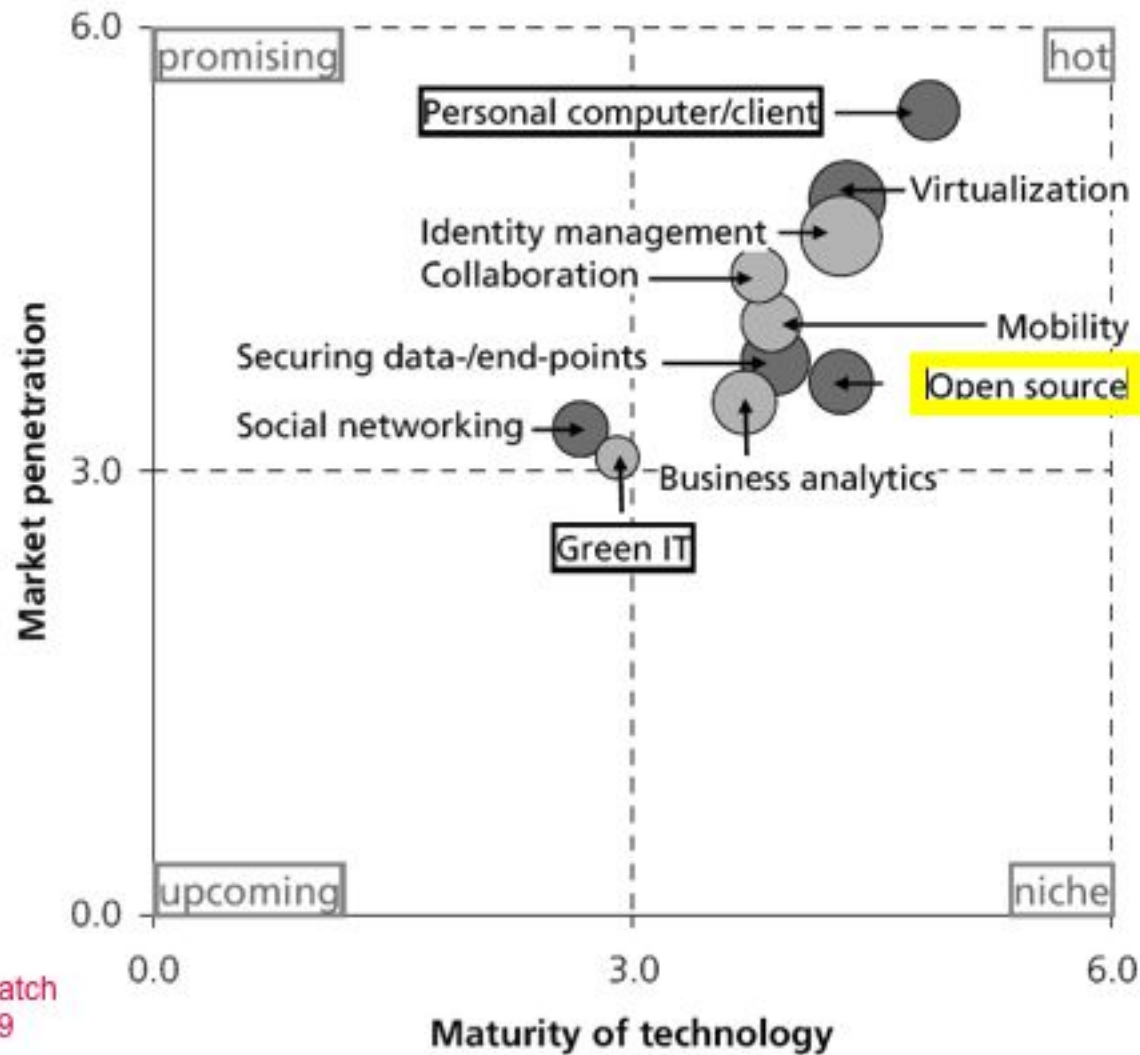 6.0
promising
hot
Personal computer/client
Virtualization
Identity management
Collaboration
Mobility
Securing data-/end-points
Open source
Social networking
3.0
Business analytics
Green IT
Market penetration
upcoming
niche
0.0
0.0
3.0
6.0
Maturity of technology
atch
9